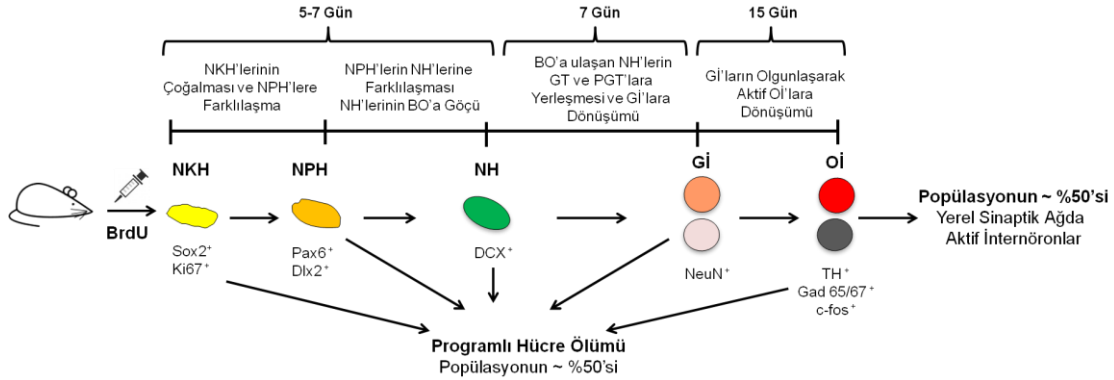 5-7 Gün
7 Gün
15 Gün
NKH'lerinin
Çoğalması ve NPH'lere
Farklılaşma
NPH'lerin NH'lerine
Farklılaşması
NH'lerinin BO'a Göçü
BO'a ulaşan NH'lerin
GT ve PGT'lara
Yerleşmesi ve Gİ'lara
Dönüşümü
Gİ'ların Olgunlaşarak
Aktif Oİ'lara
Dönüşümü
NKH
NPH
NH
Gİ
Oİ
BrdU
Sox2⁺
Ki67⁺
Pax6⁺
Dlx2⁺
DCX⁺
NeuN⁺
TH⁺
Gad 65/67⁺
c-fos⁺
Popülasyonun ~ %50'si
Yerel Sinaptik Ağda
Aktif İnternöronlar
Programlı Hücre Ölümü
Popülasyonun ~ %50'si